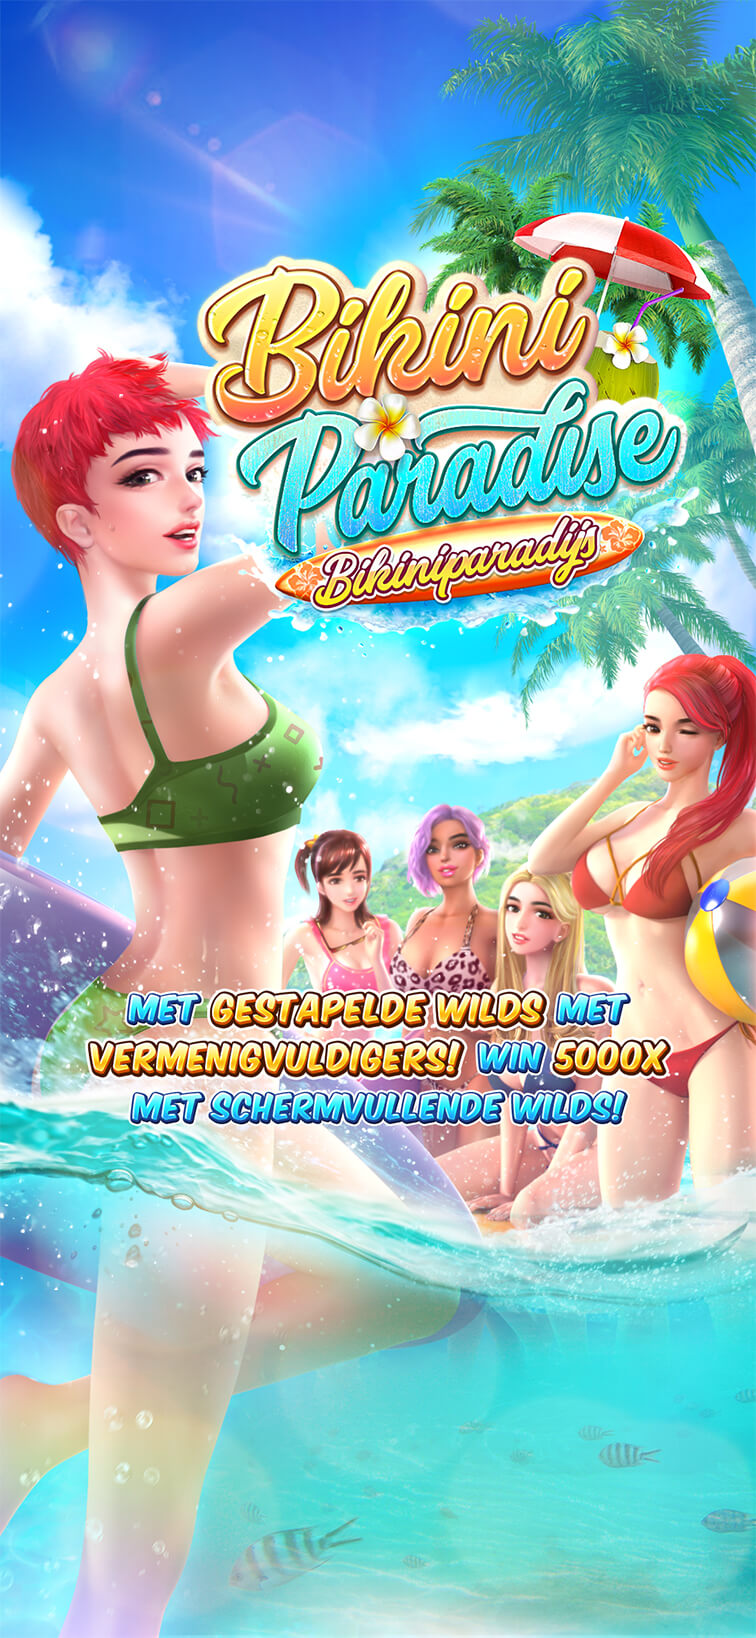 Bikini
Paradise
Bikiniparadijs
MET GESTAPELDE WILDS MET
VERMENIGVULDIGERS! WIN 5000X
MET SCHERMVULLENDE WILDS!